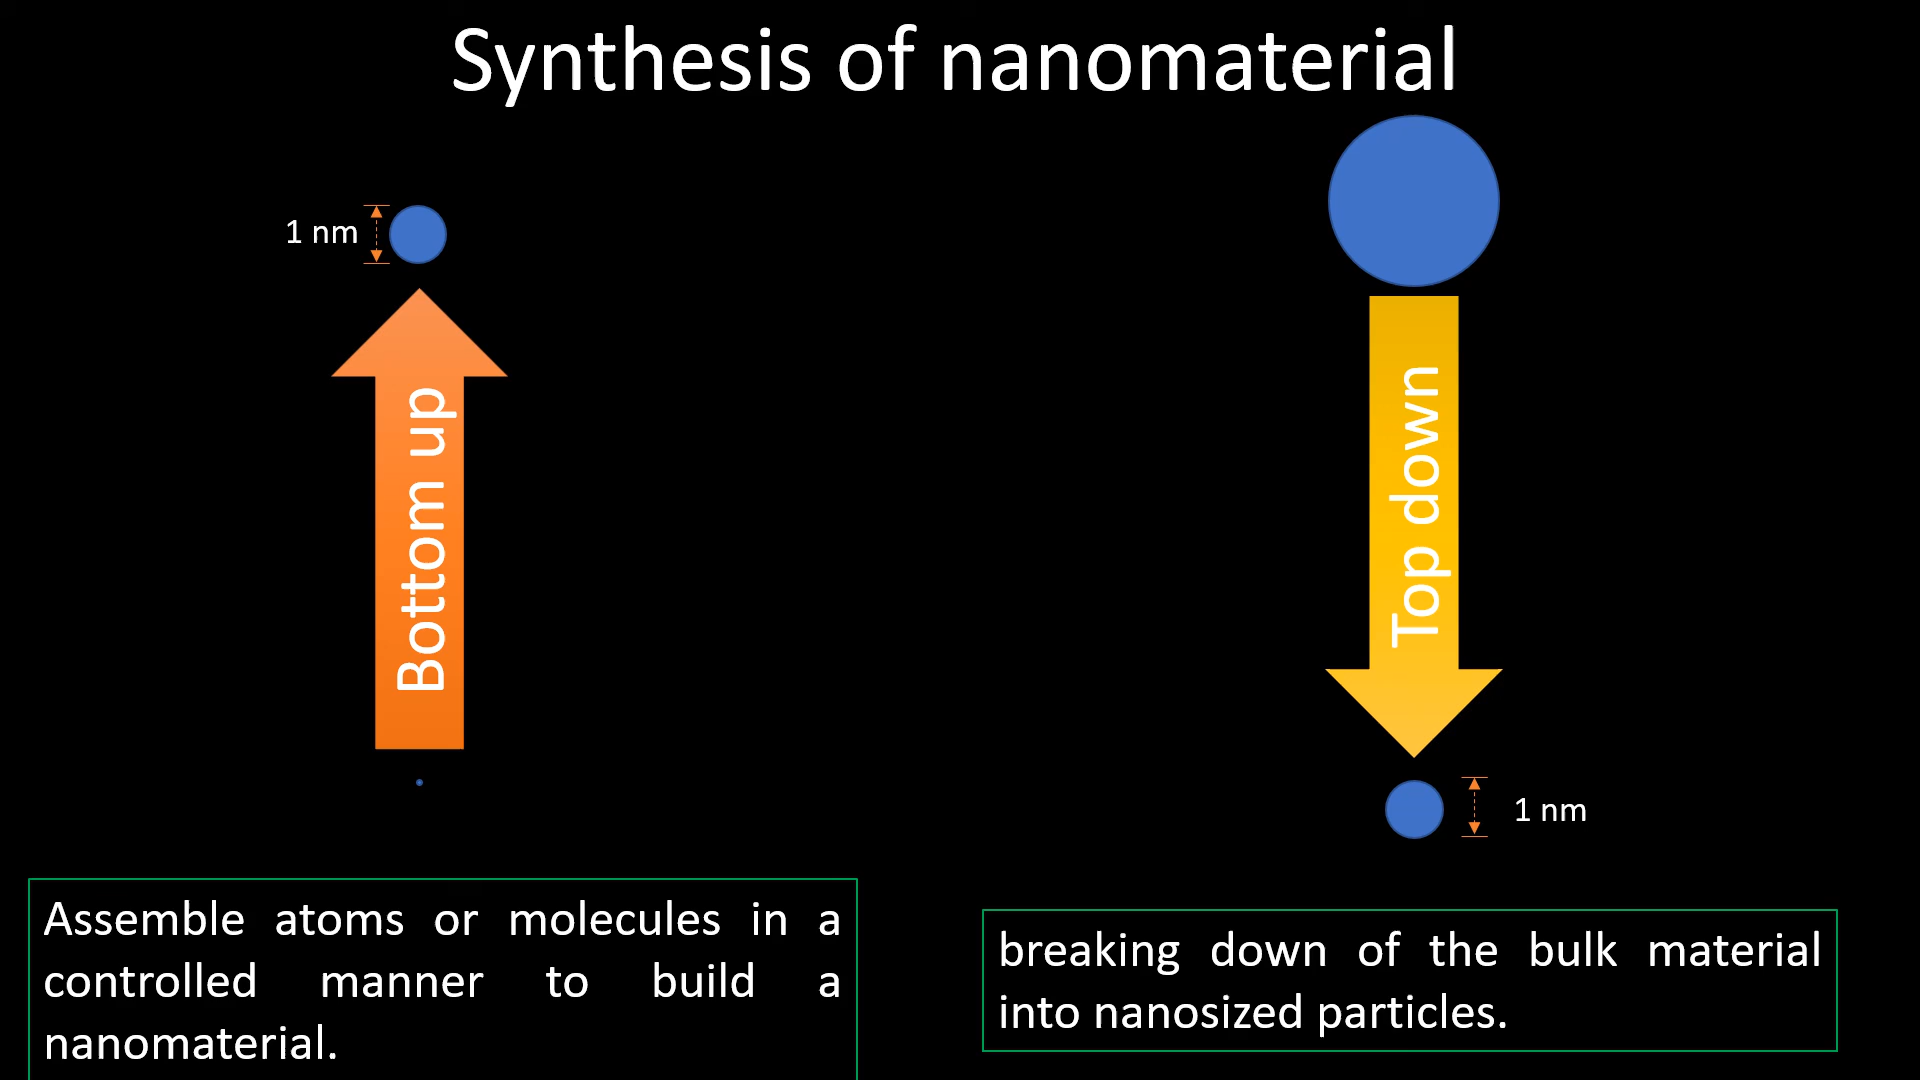 Synthesis of nanomaterial
1 nm
Bottom up
Top down
1 nm
Assemble atoms or molecules in a
controlled manner to build a
nanomaterial.
breaking down of the bulk material
into nanosized particles.